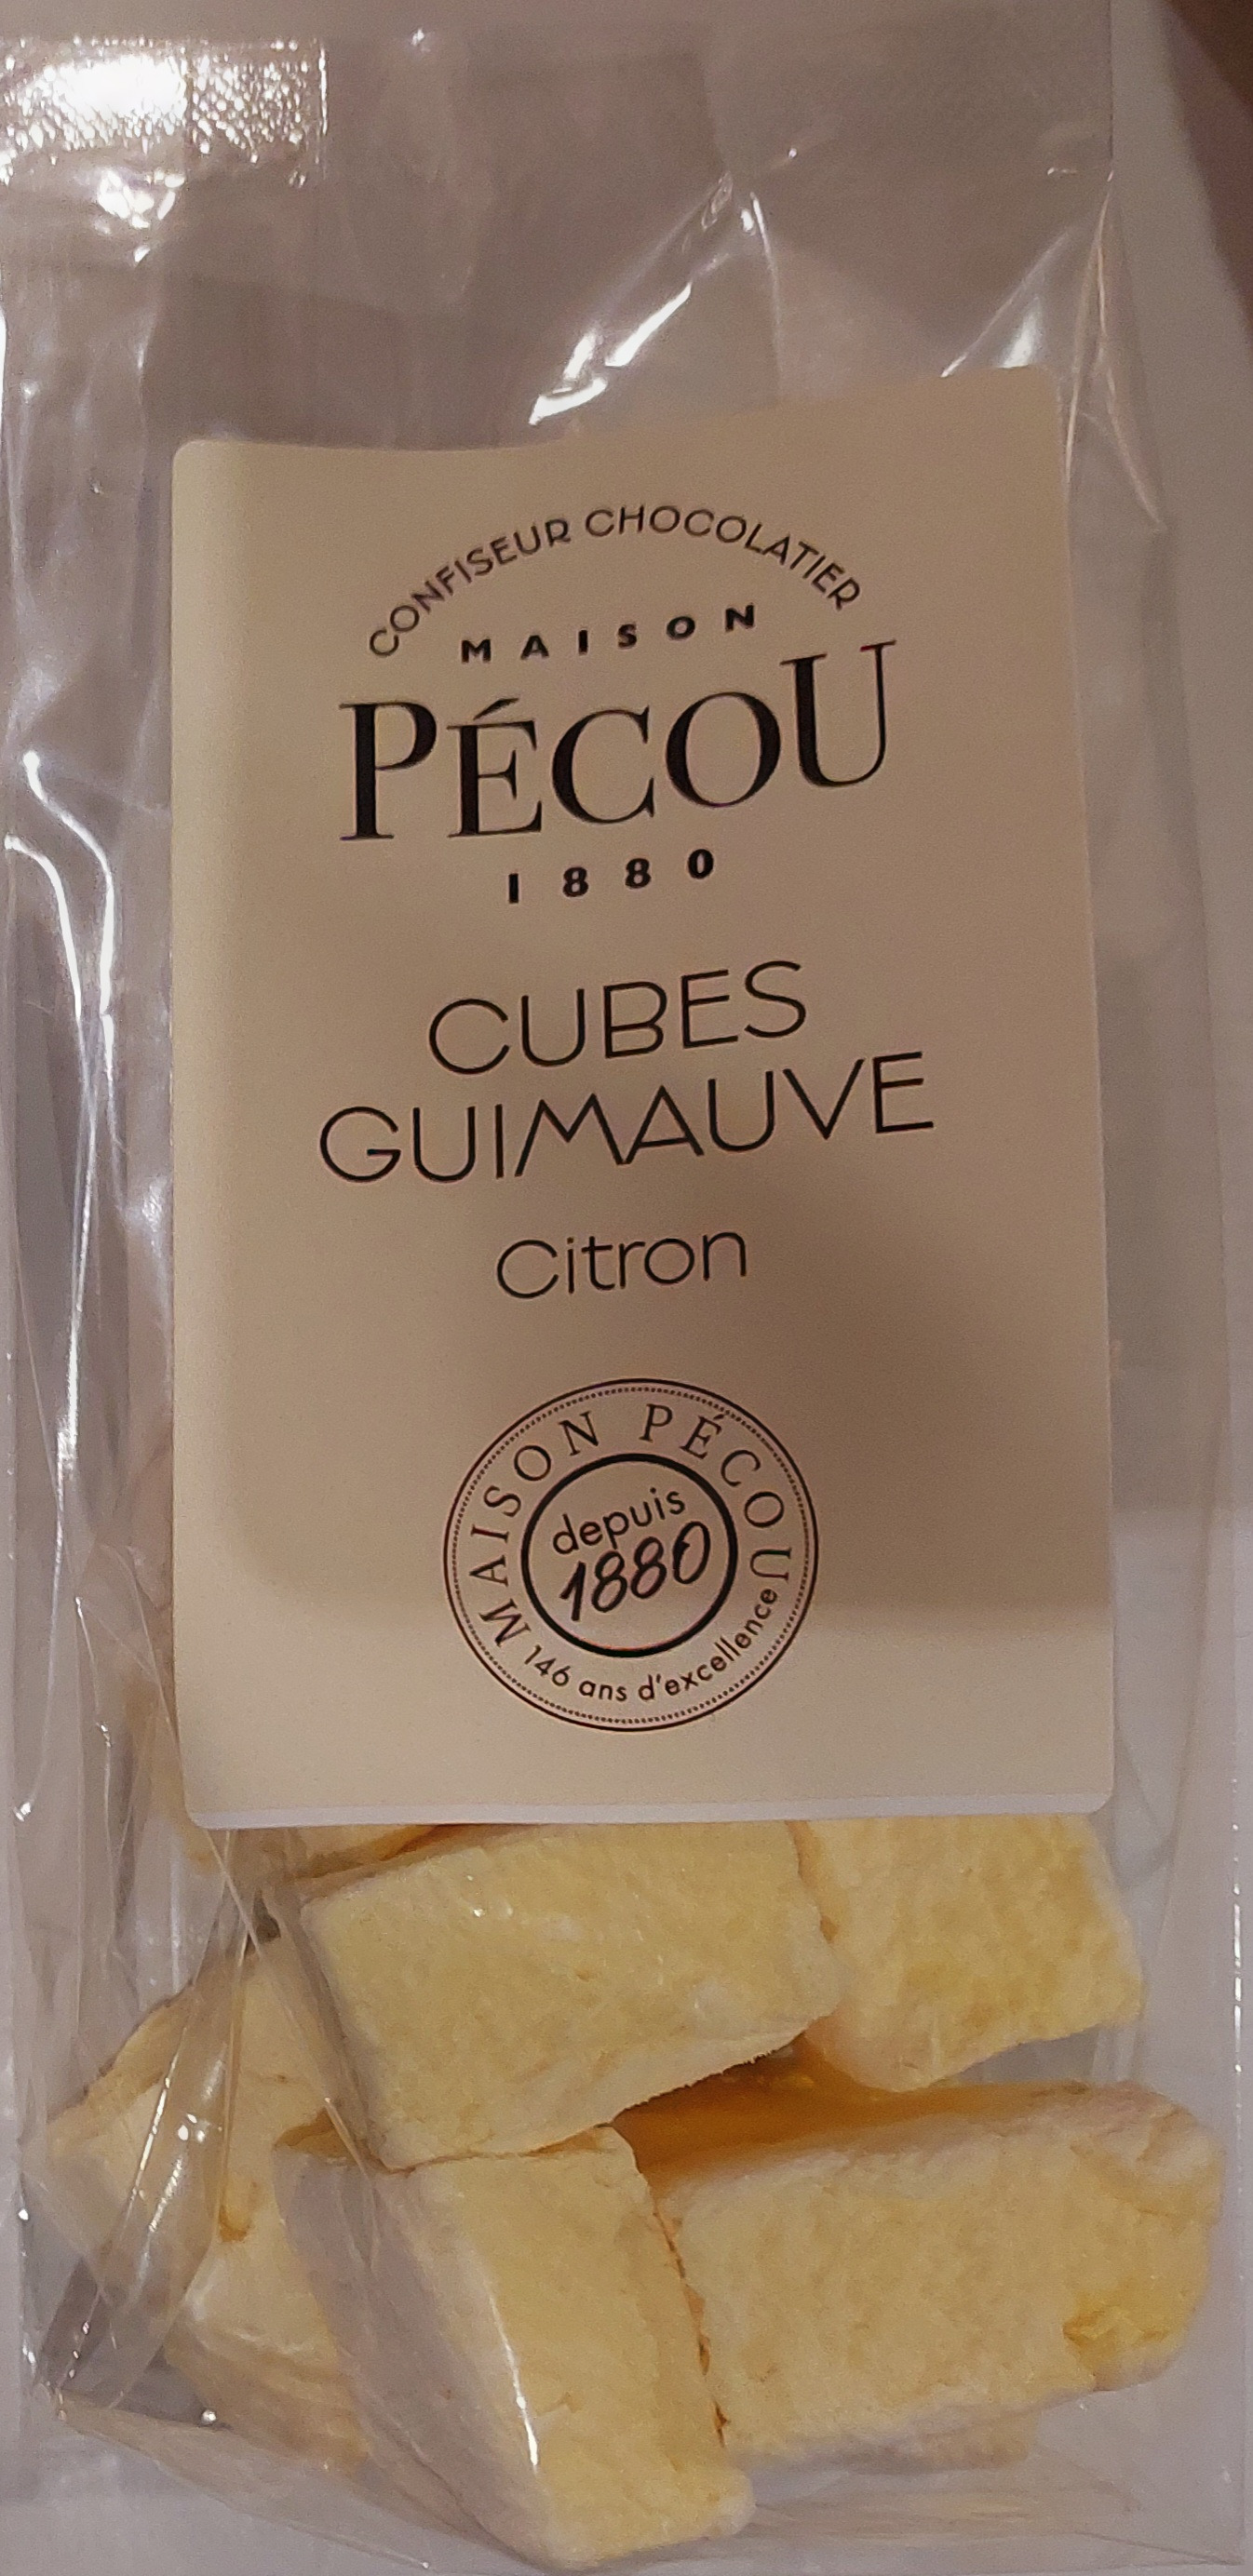 CONFISEUR CHOCOLATIER
MAISON
PÉCOU
1880
CUBES
GUIMAUVE
Citron
MAISON PÉCOU
depuis
1880
146 ans d'excellence